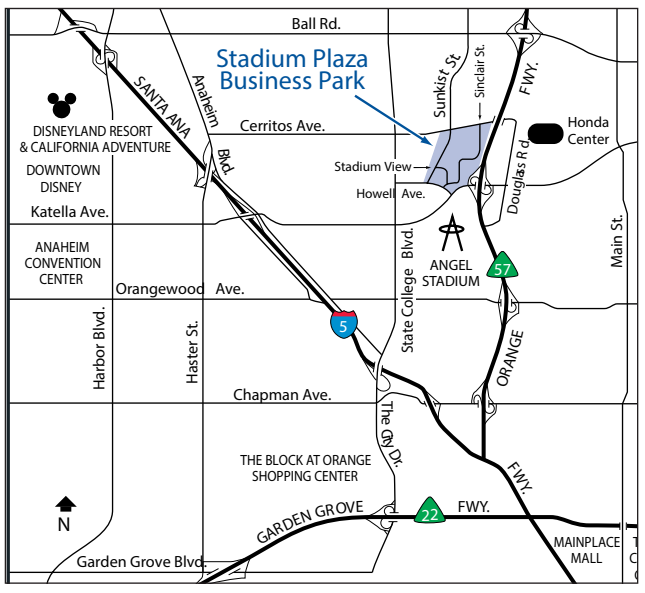 Ball Rd.
Stadium Plaza
Business Park
Sunkist St
Sinclair St.
FWY.
SANTA ANA
Anaheim
Blvd.
Cerritos Ave.
Honda
Center
DISNEYLAND RESORT
& CALIFORNIA ADVENTURE
DOWNTOWN
DISNEY
Stadium View
Howell Ave.
Douglass Rd.
Katella Ave.
Main St.
ANAHEIM
CONVENTION
CENTER
State College Blvd.
ANGEL
STADIUM
57
Orangewood Ave.
5
Harbor Blvd.
Haster St.
ORANGE
Chapman Ave.
The City Dr.
THE BLOCK AT ORANGE
SHOPPING CENTER
FWY.
N
GARDEN GROVE
22
FWY.
MAINPLACE
MALL
Garden Grove Blvd.
T
C